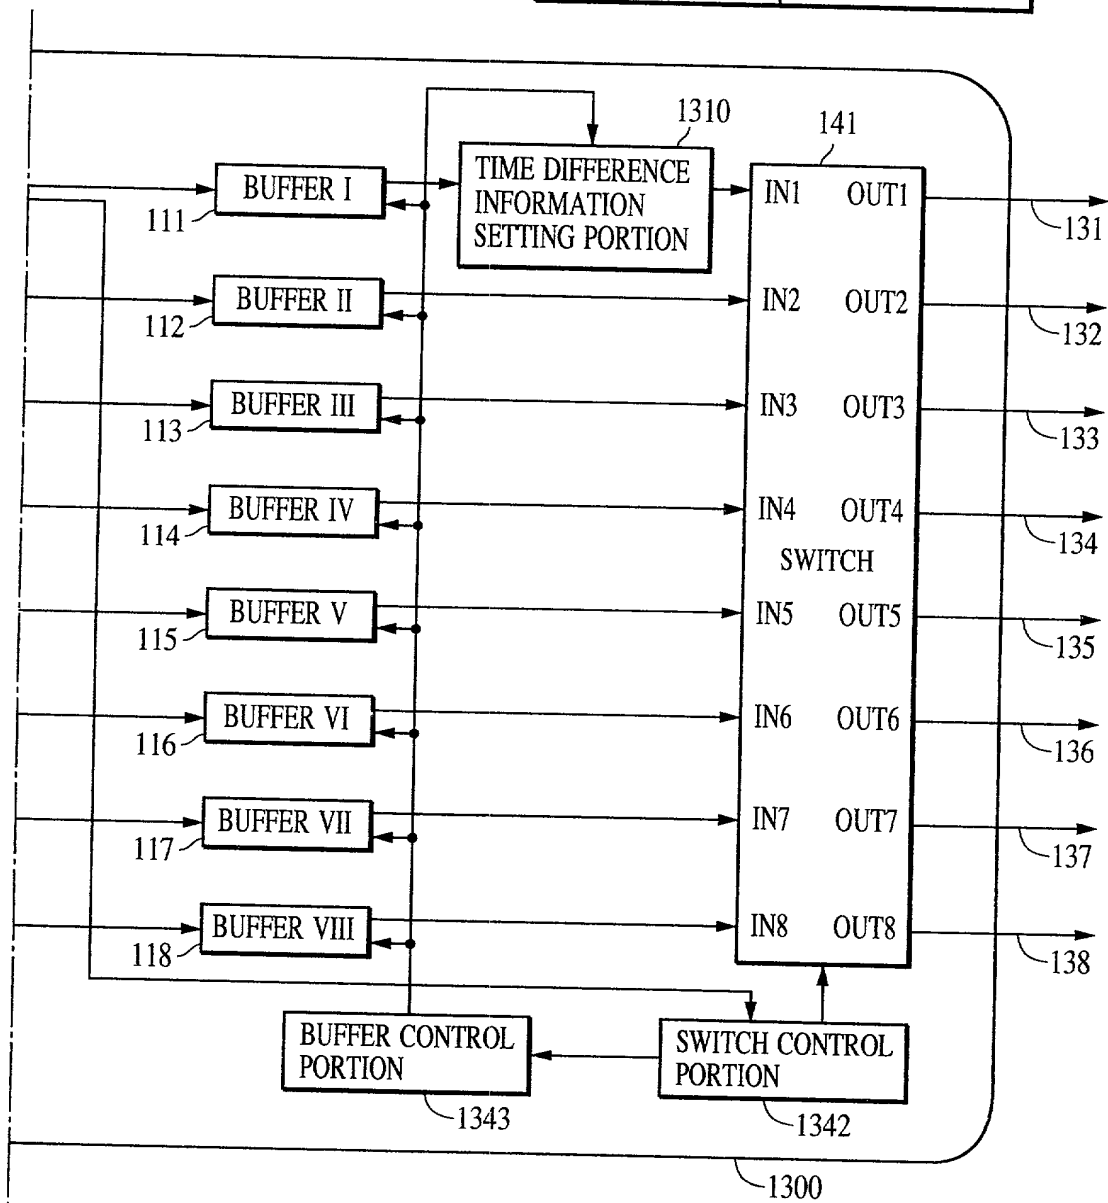 1310
141
BUFFER I
TIME DIFFERENCE
INFORMATION
SETTING PORTION
IN1 OUT1
111
131
BUFFER II
IN2 OUT2
112
132
BUFFER III
IN3 OUT3
113
133
BUFFER IV
IN4 OUT4
114
134
SWITCH
BUFFER V
IN5 OUT5
115
135
BUFFER VI
IN6 OUT6
116
136
BUFFER VII
IN7 OUT7
117
137
BUFFER VIII
IN8 OUT8
118
138
BUFFER CONTROL
PORTION
SWITCH CONTROL
PORTION
1343
1342
1300